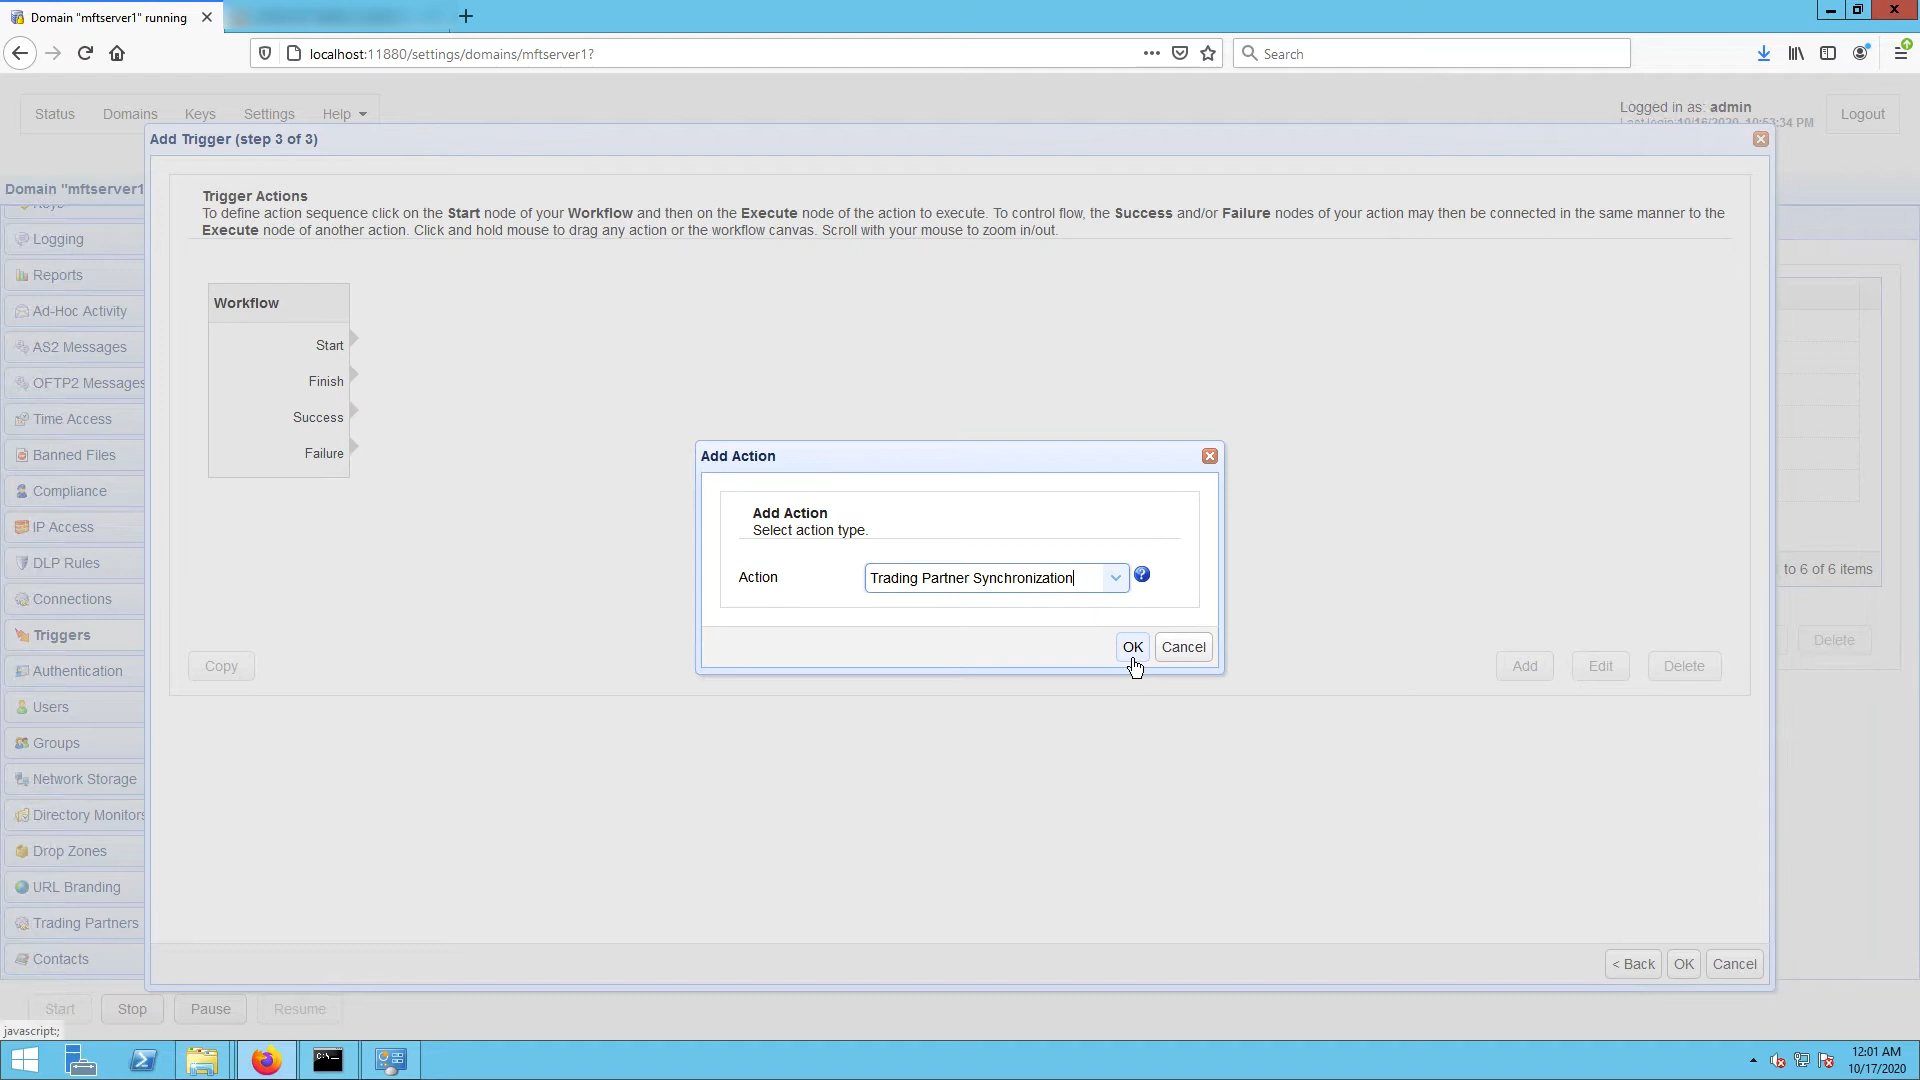 Domain "mftserver1" running
localhost:11880/settings/domains/mftserver1?
Search
Status
Domains
Keys
Settings
Help
Logged in as: admin
Logout
Add Trigger (step 3 of 3)
Domain "mftserver1
Trigger Actions
To define action sequence click on the Start node of your Workflow and then on the Execute node of the action to execute. To control flow, the Success and/or Failure nodes of your action may then be connected in the same manner to the
Execute node of another action. Click and hold mouse to drag any action or the workflow canvas. Scroll with your mouse to zoom in/out.
Logging
Reports
Ad-Hoc Activity
AS2 Messages
OFTP2 Messages
Time Access
Banned Files
Compliance
IP Access
DLP Rules
Connections
Triggers
Authentication
Users
Groups
Network Storage
Directory Monitors
Drop Zones
URL Branding
Trading Partners
Contacts
Workflow
Start
Finish
Success
Failure
Add Action
Add Action
Select action type.
Action
Trading Partner Synchronization
OK
Cancel
to 6 of 6 items
Delete
Copy
Add
Edit
Delete
< Back
OK
Cancel
Start
Stop
Pause
Resume
javascript:;
12:01 AM
10/17/2020